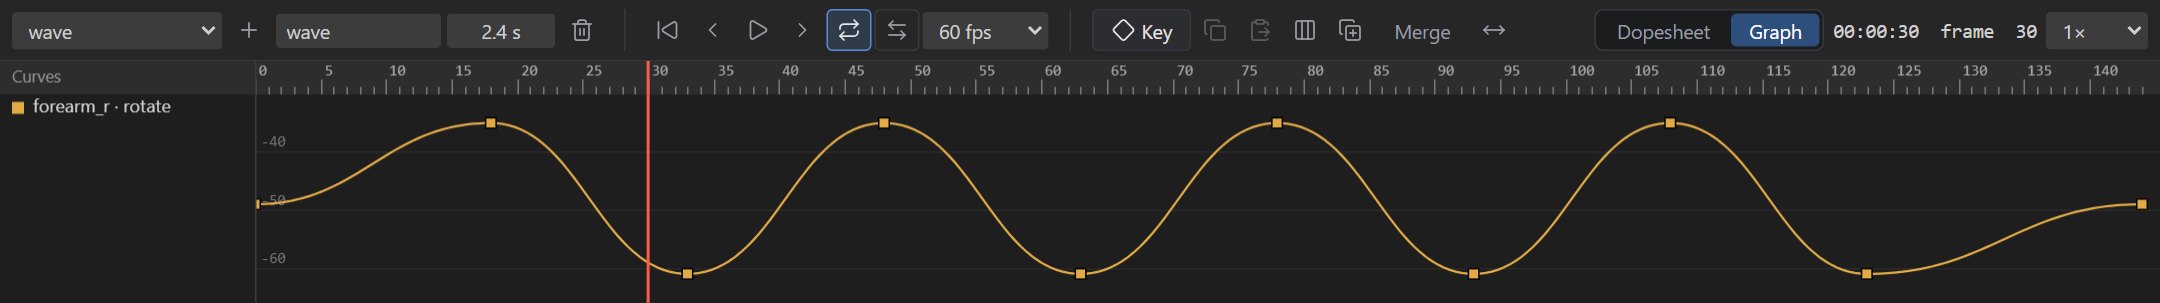 wave wave 2.4 s 60 fps Key Merge Dopesheet Graph 00:00:30 frame 30 1×
Curves 0 5 10 15 20 25 30 35 40 45 50 55 60 65 70 75 80 85 90 95 100 105 110 115 120 125 130 135 140
forearm_r · rotate
-40
-50
-60